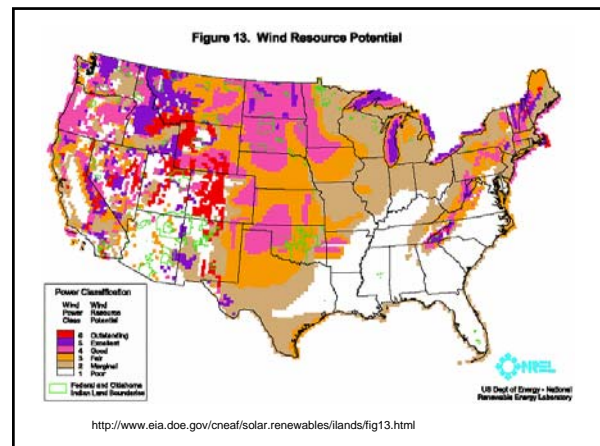 Figure 13. Wind Resource Potential
Power Classification
Wind Wind
Power Resource
Class Potential
6 Outstanding
5 Excellent
4 Good
3 Fair
2 Marginal
1 Poor
Federal and Oklahoma
Indian Land Boundaries
NREL
US Dept of Energy - National
Renewable Energy Laboratory
http://www.eia.doe.gov/cneaf/solar.renewables/ilands/fig13.html